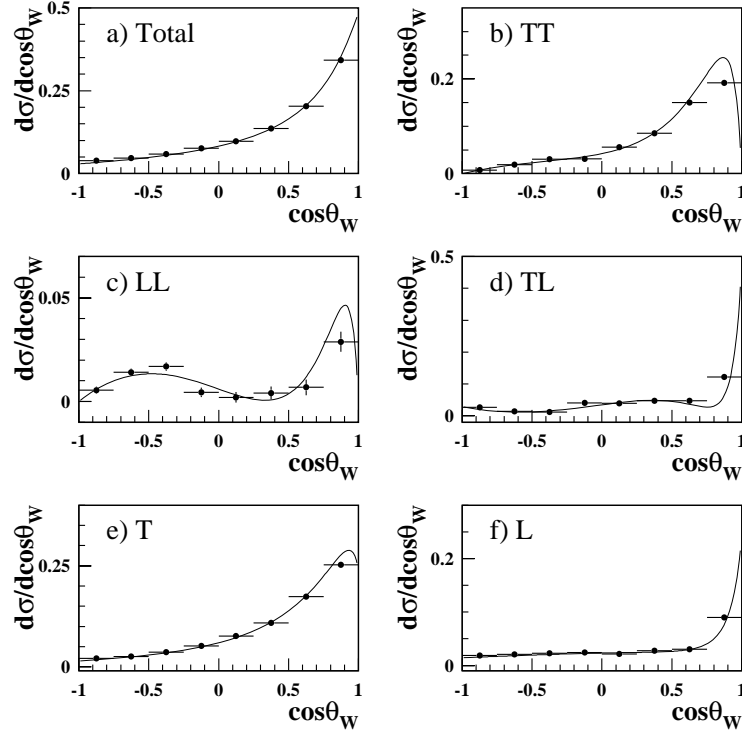 a) Total
dσ/dcosθW
0.5
0.25
0
-1 -0.5 0 0.5 1
cosθW
b) TT
dσ/dcosθW
0.2
0
-1 -0.5 0 0.5 1
cosθW
c) LL
dσ/dcosθW
0.05
0
-1 -0.5 0 0.5 1
cosθW
d) TL
dσ/dcosθW
0.5
0
-1 -0.5 0 0.5 1
cosθW
e) T
dσ/dcosθW
0.25
0
-1 -0.5 0 0.5 1
cosθW
f) L
dσ/dcosθW
0.2
0
-1 -0.5 0 0.5 1
cosθW